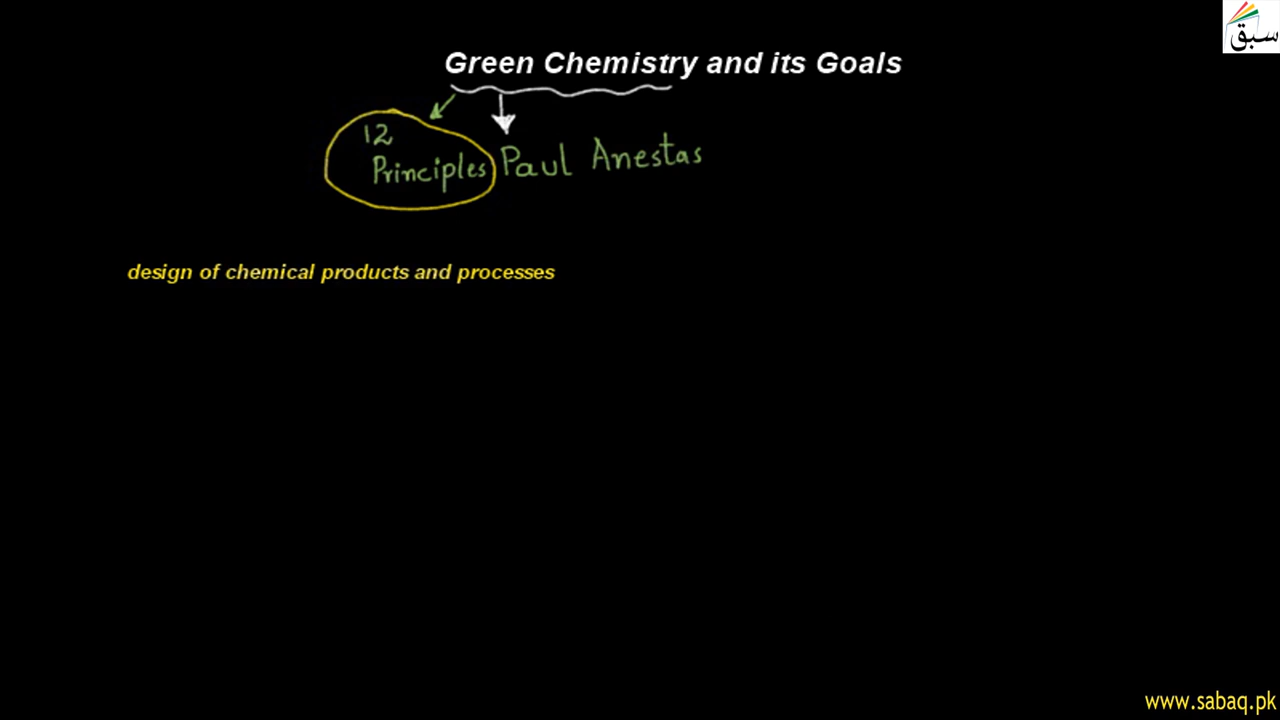 سبق
Green Chemistry and its Goals
12
Principles
Paul Anestas
design of chemical products and processes
www.sabaq.pk